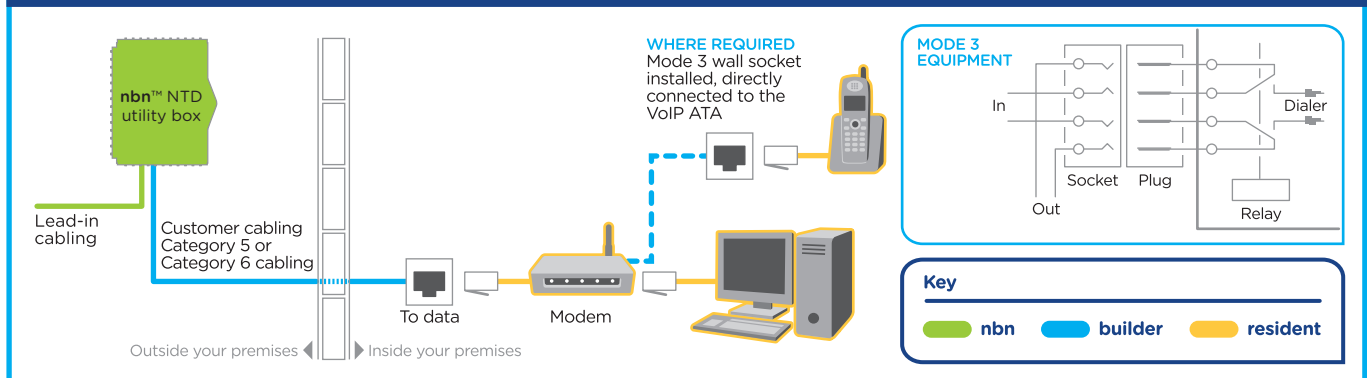 nbn™ NTD
utility box
Lead-in
cabling
Customer cabling
Category 5 or
Category 6 cabling
Outside your premises
Inside your premises
To data
Modem
WHERE REQUIRED
Mode 3 wall socket
installed, directly
connected to the
VoIP ATA
MODE 3
EQUIPMENT
In
Out
Socket
Plug
Dialer
Relay
Key
nbn
builder
resident